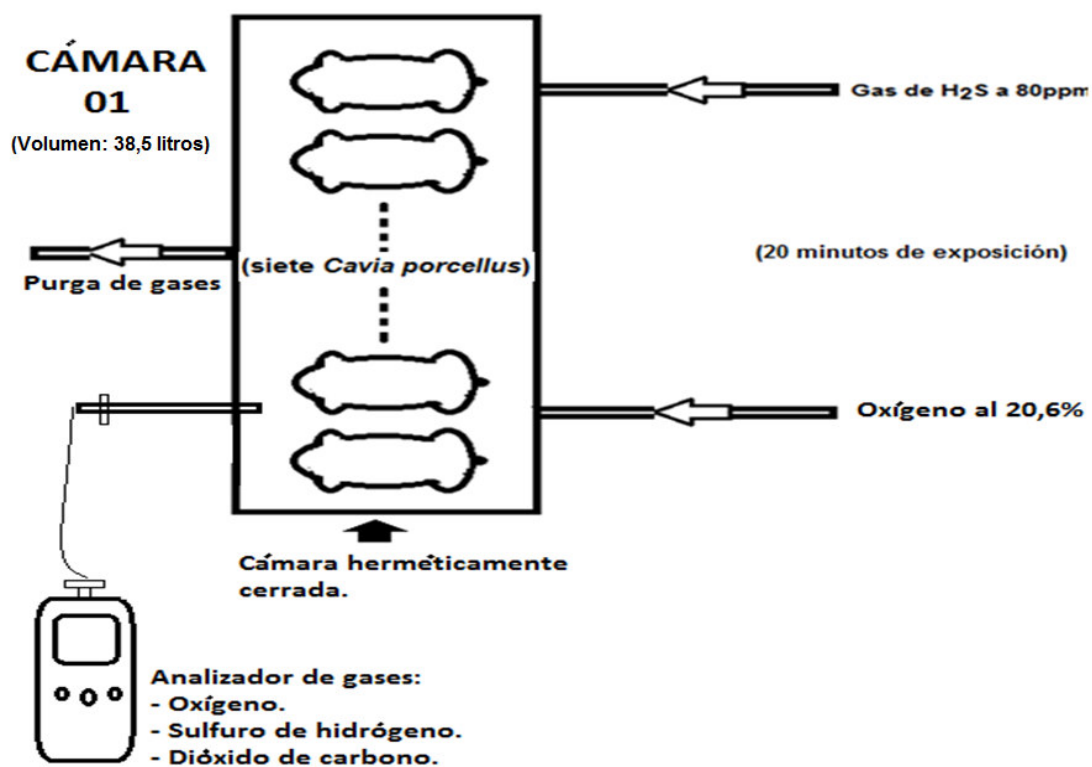 CÁMARA
01
(Volumen: 38,5 litros)
Gas de H₂S a 80ppm
(siete Cavia porcellus)
(20 minutos de exposición)
Purga de gases
Oxígeno al 20,6%
Cámara herméticamente
cerrada.
Analizador de gases:
- Oxígeno.
- Sulfuro de hidrógeno.
- Dióxido de carbono.